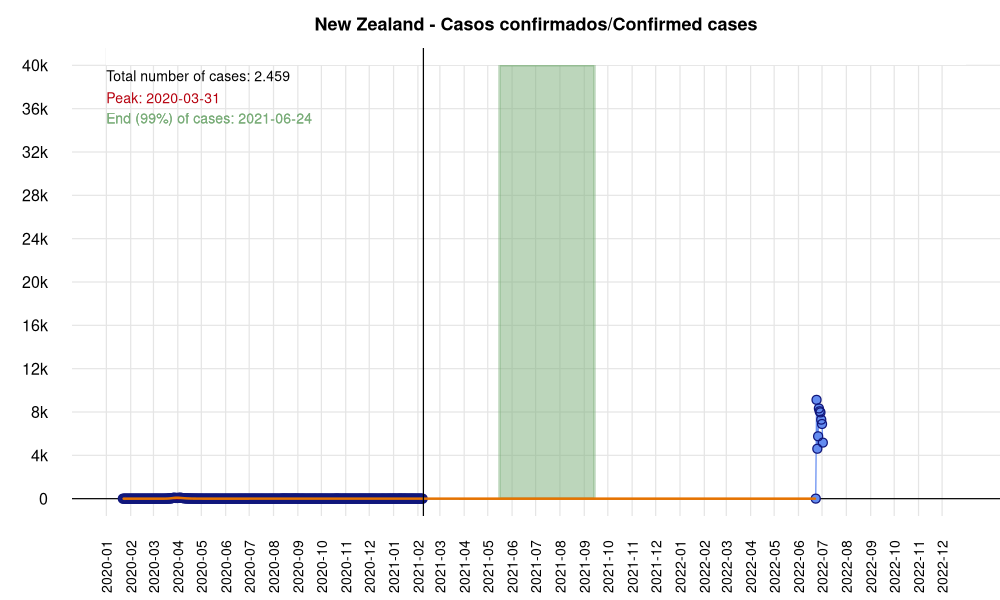 New Zealand - Casos confirmados/Confirmed cases
40k
Total number of cases: 2.459
Peak: 2020-03-31
36k
End (99%) of cases: 2021-06-24
32k
28k
24k
20k
16k
12k
8k
4k
0
2020-01
2020-02
2020-03
2020-04
2020-05
2020-06
2020-07
2020-08
2020-09
2020-10
2020-11
2020-12
2021-01
2021-02
2021-03
2021-04
2021-05
2021-06
2021-07
2021-08
2021-09
2021-10
2021-11
2021-12
2022-01
2022-02
2022-03
2022-04
2022-05
2022-06
2022-07
2022-08
2022-09
2022-10
2022-11
2022-12